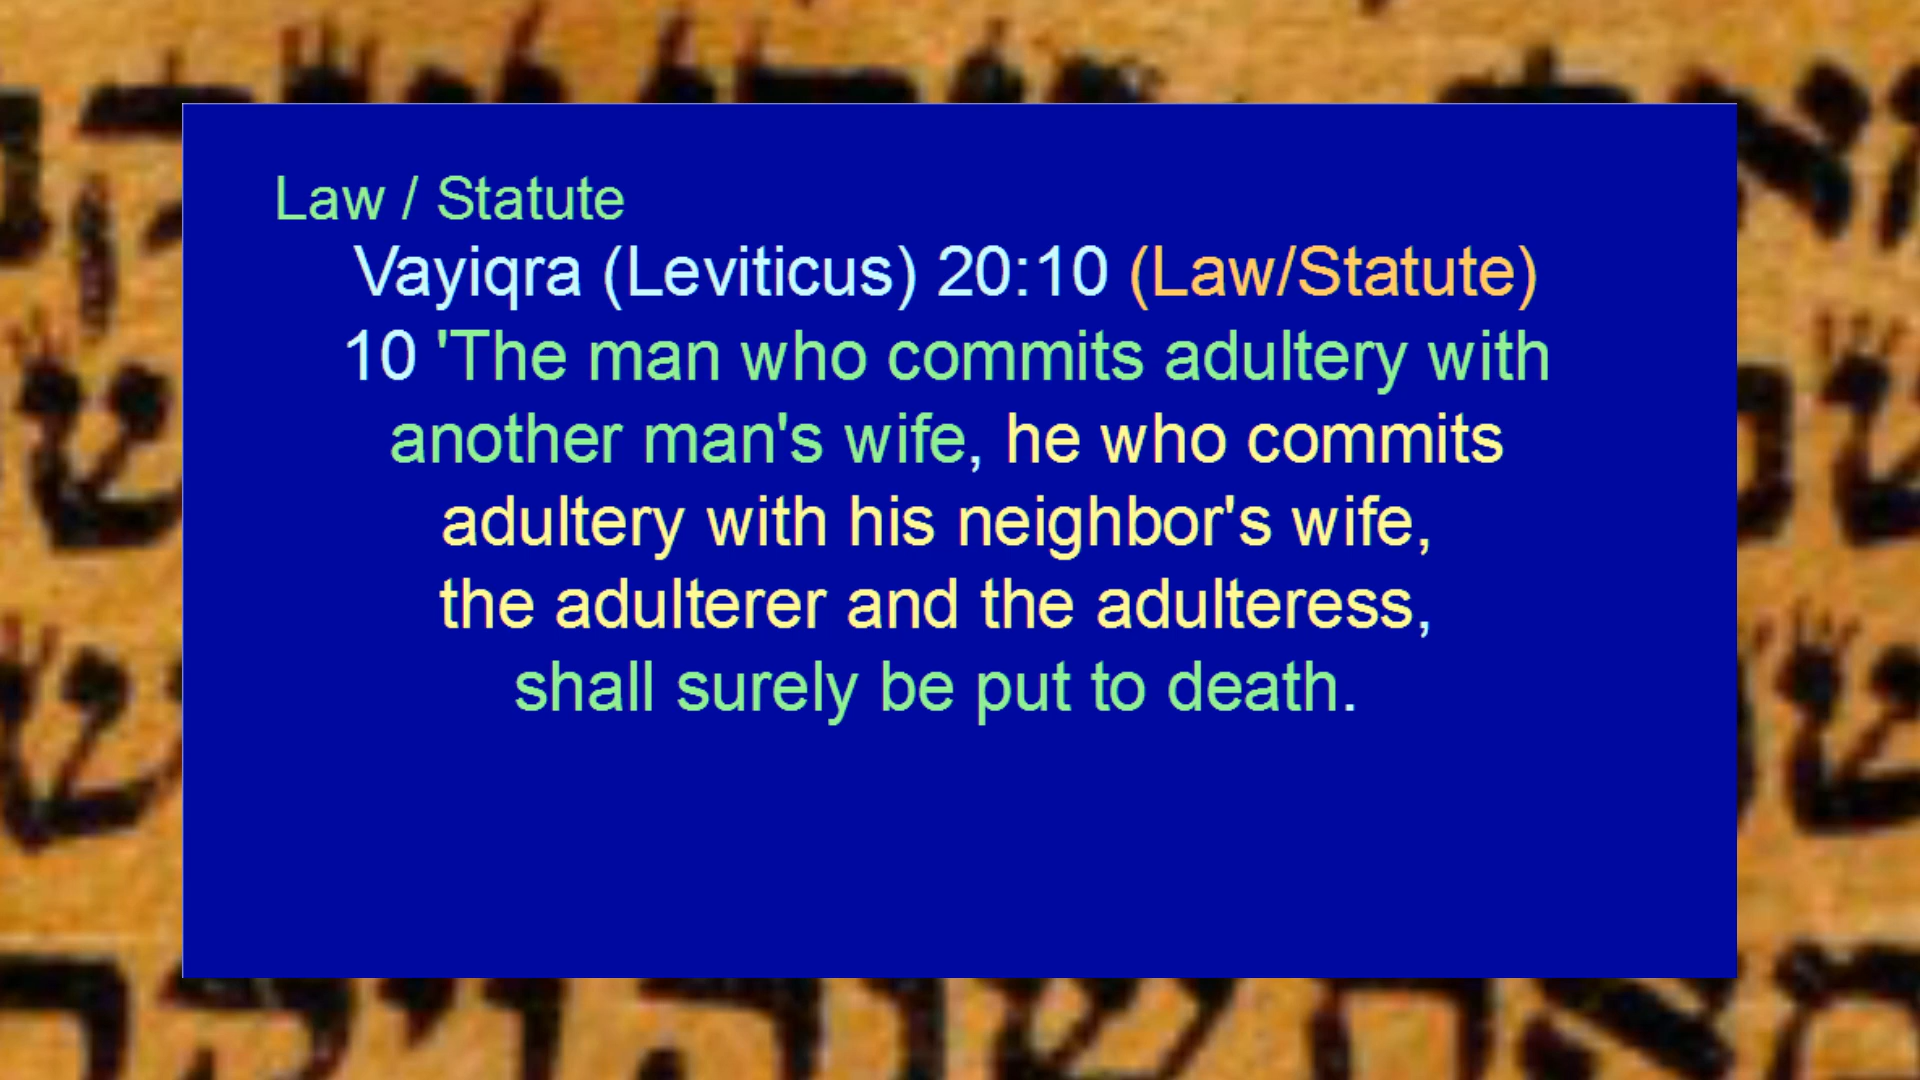 Law / Statute
Vayiqra (Leviticus) 20:10 (Law/Statute)
10 'The man who commits adultery with
another man's wife, he who commits
adultery with his neighbor's wife,
the adulterer and the adulteress,
shall surely be put to death.